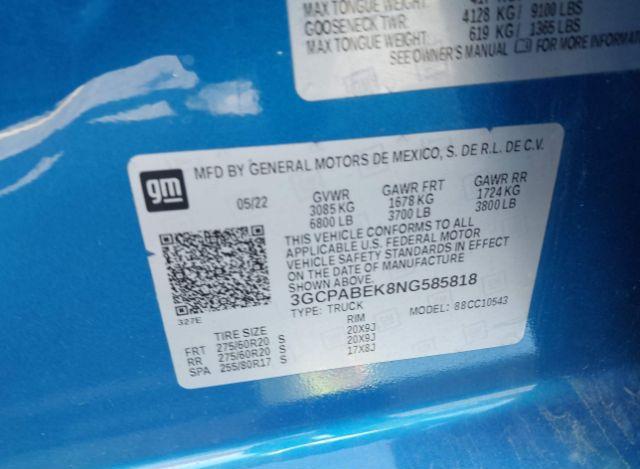 MAX TONGUE WEIGHT:
GOOSENECK TWR: 4128 KG / 9100 LBS
MAX TONGUE WEIGHT: 619 KG / 1365 LBS
SEE OWNER'S MANUAL FOR MORE INFORMATION
gm
MFD BY GENERAL MOTORS DE MEXICO, S. DE R.L. DE C.V.
05/22 GVWR GAWR FRT GAWR RR
3085 KG 1678 KG 1724 KG
6800 LB 3700 LB 3800 LB
THIS VEHICLE CONFORMS TO ALL
APPLICABLE U.S. FEDERAL MOTOR
VEHICLE SAFETY STANDARDS IN EFFECT
ON THE DATE OF MANUFACTURE
SHOWN ABOVE.
3GCPABEK8NG585818
TYPE: TRUCK MODEL: 88CC10543
327E
TIRE SIZE RIM
FRT 275/60R20 S 20X9J
RR 275/60R20 S 20X9J
SPA 255/80R17 S 17X8J